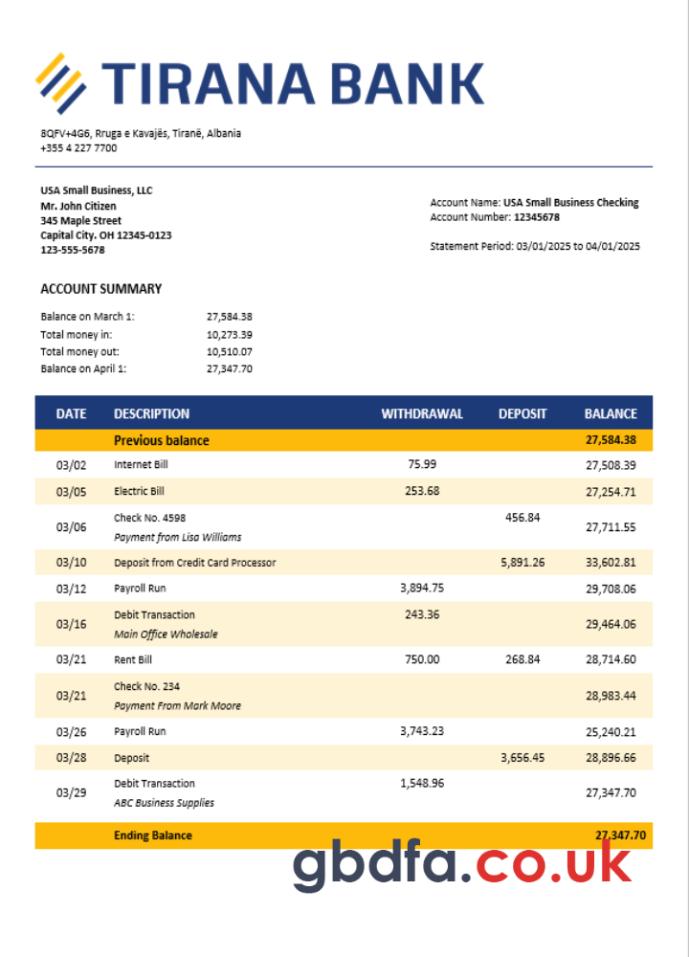 TIRANA BANK
8QFV+4G6, Rruga e Kavajës, Tiranë, Albania
+355 4 227 7700
USA Small Business, LLC
Mr. John Citizen
345 Maple Street
Capital City. OH 12345-0123
123-555-5678
Account Name: USA Small Business Checking
Account Number: 12345678
Statement Period: 03/01/2025 to 04/01/2025
ACCOUNT SUMMARY
Balance on March 1: 27,584.38
Total money in: 10,273.39
Total money out: 10,510.07
Balance on April 1: 27,347.70
DATE DESCRIPTION WITHDRAWAL DEPOSIT BALANCE
Previous balance 27,584.38
03/02 Internet Bill 75.99 27,508.39
03/05 Electric Bill 253.68 27,254.71
03/06 Check No. 4598 456.84 27,711.55
Payment from Lisa Williams
03/10 Deposit from Credit Card Processor 5,891.26 33,602.81
03/12 Payroll Run 3,894.75 29,708.06
03/16 Debit Transaction 243.36 29,464.06
Main Office Wholesale
03/21 Rent Bill 750.00 268.84 28,714.60
03/21 Check No. 234 28,983.44
Payment From Mark Moore
03/26 Payroll Run 3,743.23 25,240.21
03/28 Deposit 3,656.45 28,896.66
03/29 Debit Transaction 1,548.96 27,347.70
ABC Business Supplies
Ending Balance 27,347.70
gbdfa.co.uk